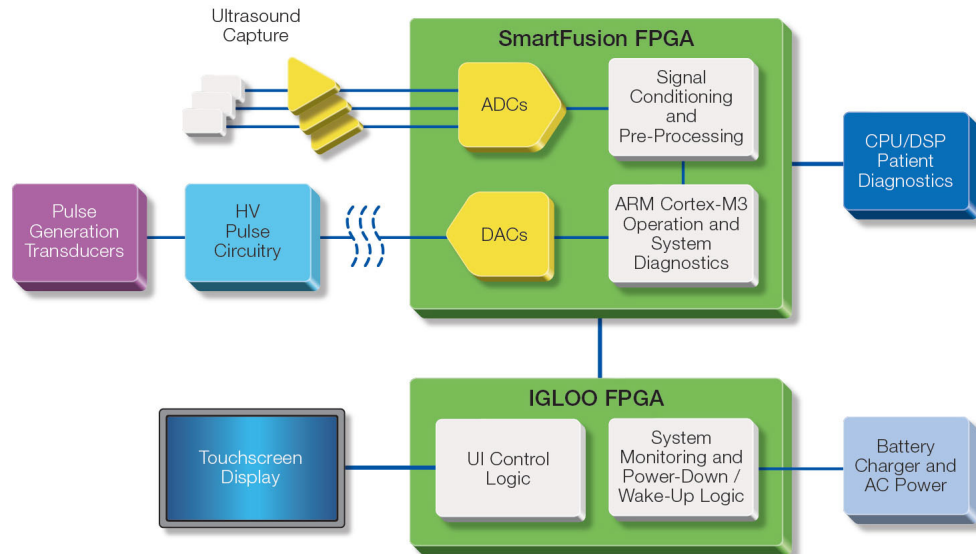 Ultrasound
Capture
SmartFusion FPGA
ADCs
Signal
Conditioning
and
Pre-Processing
CPU/DSP
Patient
Diagnostics
Pulse
Generation
Transducers
HV
Pulse
Circuitry
DACs
ARM Cortex-M3
Operation and
System
Diagnostics
IGLOO FPGA
Touchscreen
Display
UI Control
Logic
System
Monitoring and
Power-Down /
Wake-Up Logic
Battery
Charger and
AC Power